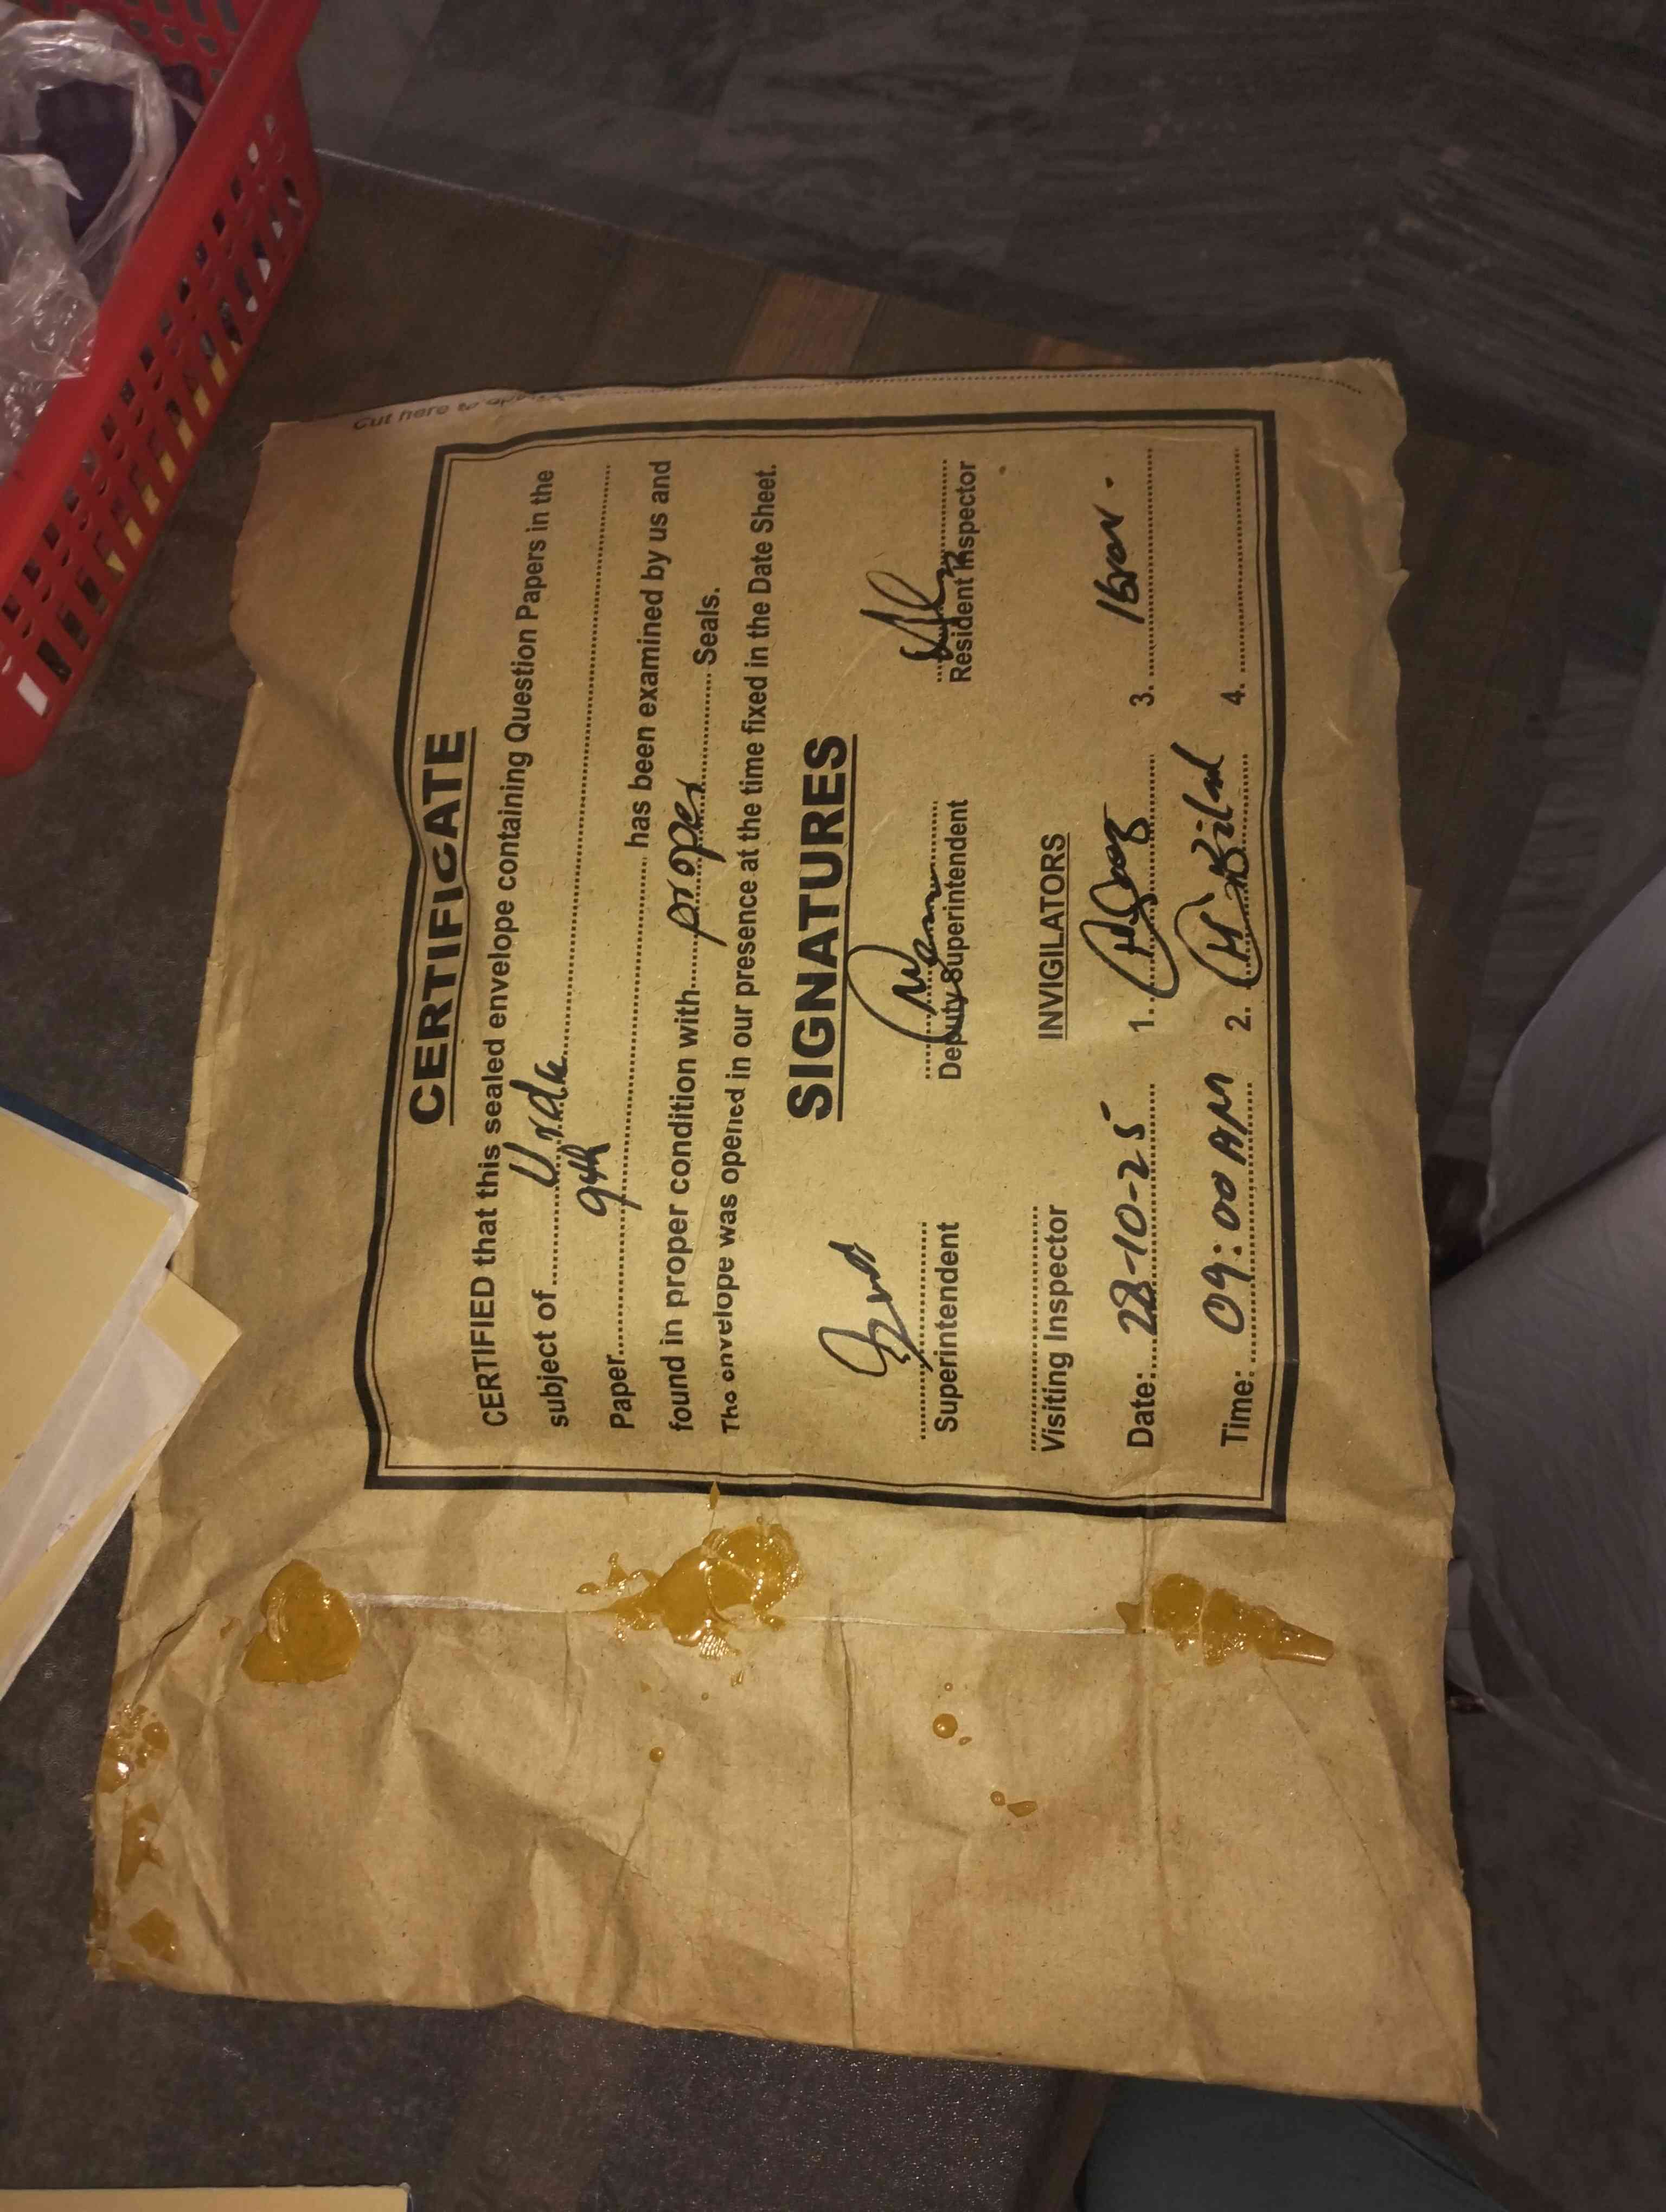 Cut here to open
CERTIFICATE
CERTIFIED that this sealed envelope containing Question Papers in the
subject of Urdu
Paper 9th has been examined by us and
found in proper condition with proper Seals.
The envelope was opened in our presence at the time fixed in the Date Sheet.
SIGNATURES
Superintendent Deputy Superintendent Resident Inspector
Visiting Inspector INVIGILATORS
Date: 28-10-25 1. 3.
Time: 09:00 AM 2. M Bilal 4.